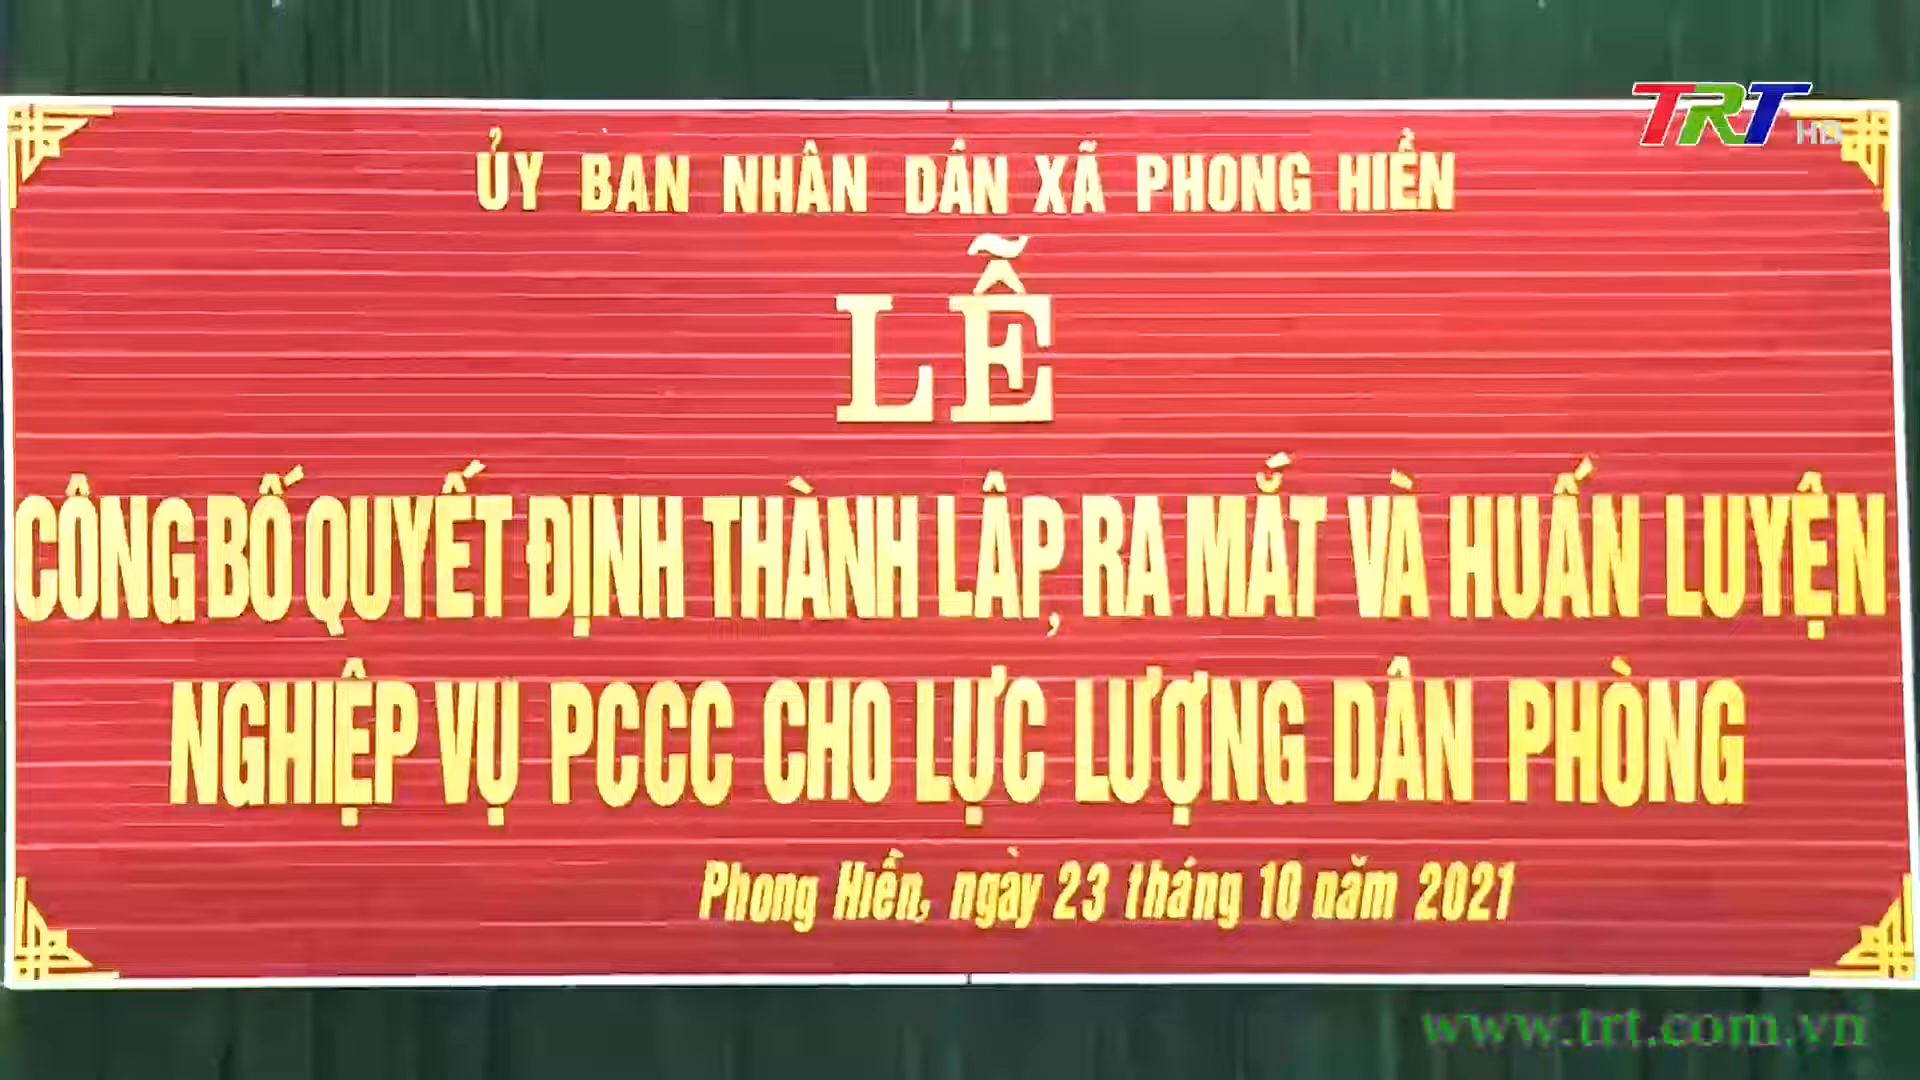 TRT HD
ỦY BAN NHÂN DÂN XÃ PHONG HIỀN
LỄ
CÔNG BỐ QUYẾT ĐỊNH THÀNH LÂP, RA MẮT VÀ HUẤN LUYỆN
NGHIỆP VỤ PCCC CHO LỰC LƯỢNG DÂN PHÒNG
Phong Hiền, ngày 23 tháng 10 năm 2021
www.trt.com.vn